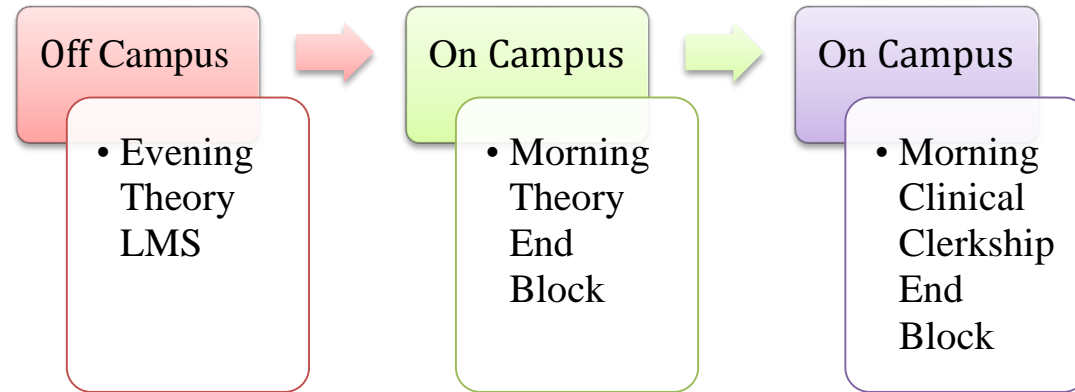 Off Campus
• Evening
Theory
LMS
On Campus
• Morning
Theory
End
Block
On Campus
• Morning
Clinical
Clerkship
End
Block